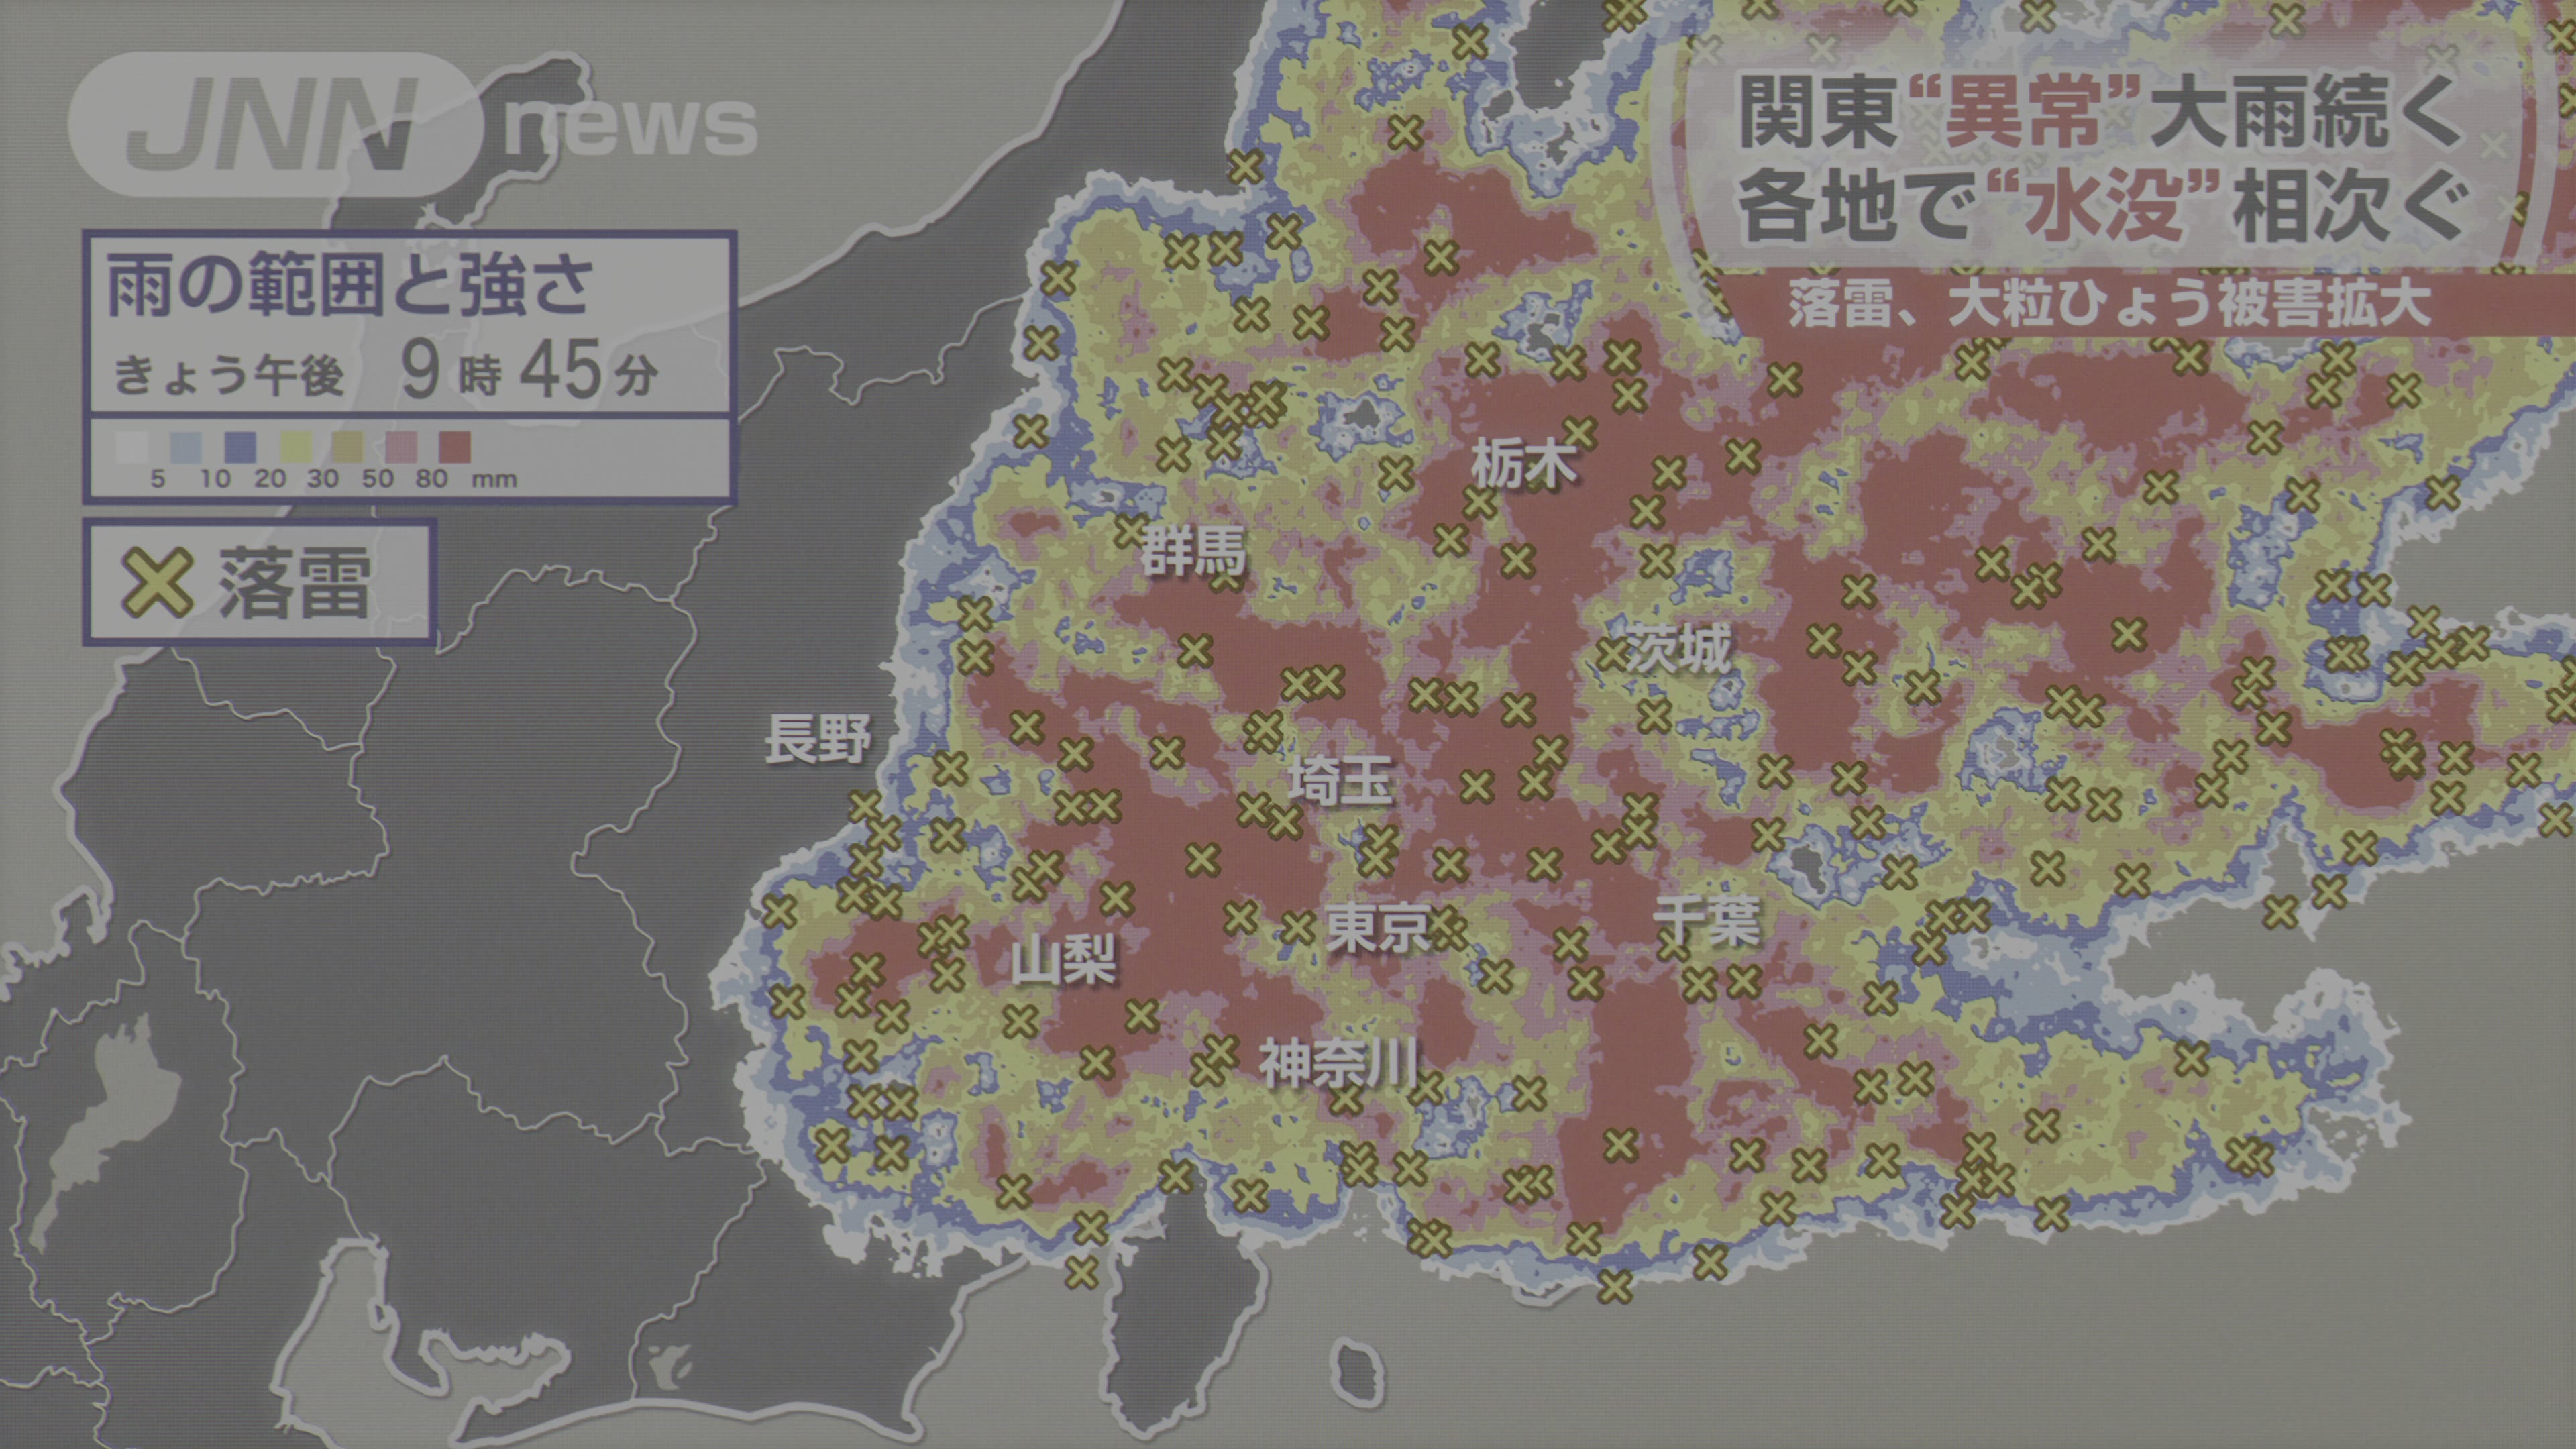 JNN news
関東“異常”大雨続く
各地で“水没”相次ぐ
落雷、大粒ひょう被害拡大
雨の範囲と強さ
きょう午後 9時45分
5 10 20 30 50 80 mm
落雷
栃木
群馬
茨城
長野
埼玉
東京
千葉
山梨
神奈川